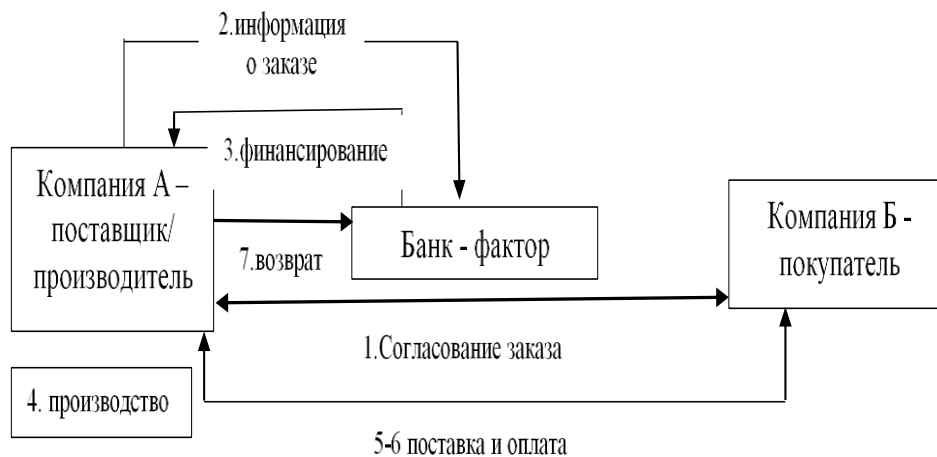 2.информация
о заказе
3.финансирование
Компания А –
поставщик/
производитель
Банк - фактор
Компания Б -
покупатель
7.возврат
1.Согласование заказа
4. производство
5-6 поставка и оплата